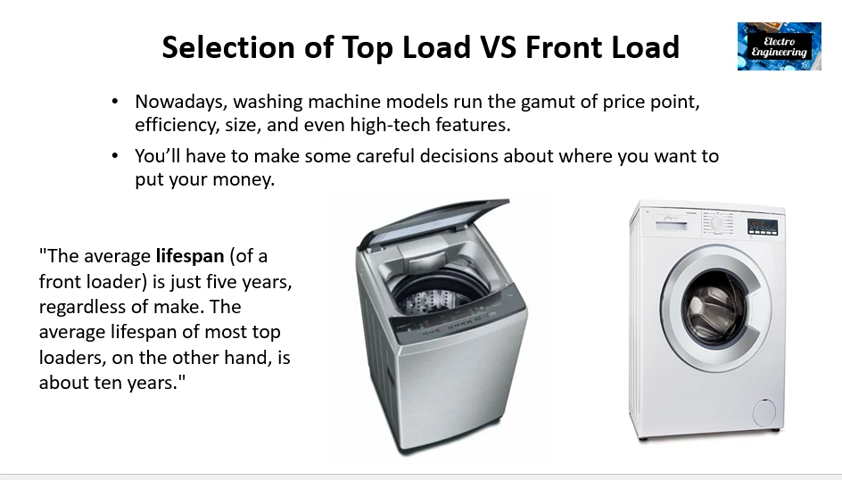 Selection of Top Load VS Front Load
Electro
Engineering
• Nowadays, washing machine models run the gamut of price point,
efficiency, size, and even high-tech features.
• You’ll have to make some careful decisions about where you want to
put your money.
"The average lifespan (of a
front loader) is just five years,
regardless of make. The
average lifespan of most top
loaders, on the other hand, is
about ten years."